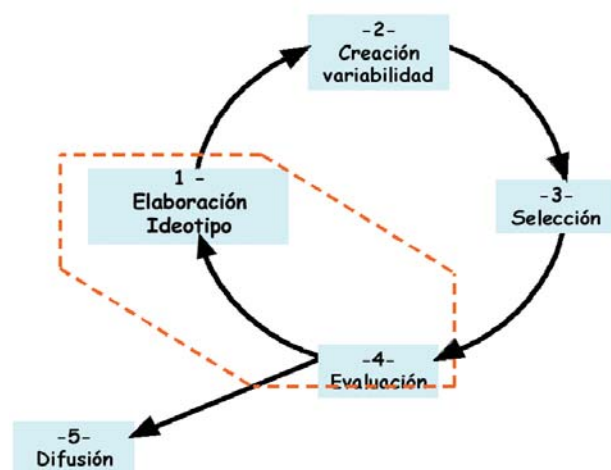 -2-
Creación
variabilidad
1 -
Elaboración
Ideotipo
-3-
Selección
-4-
Evaluación
-5-
Difusión